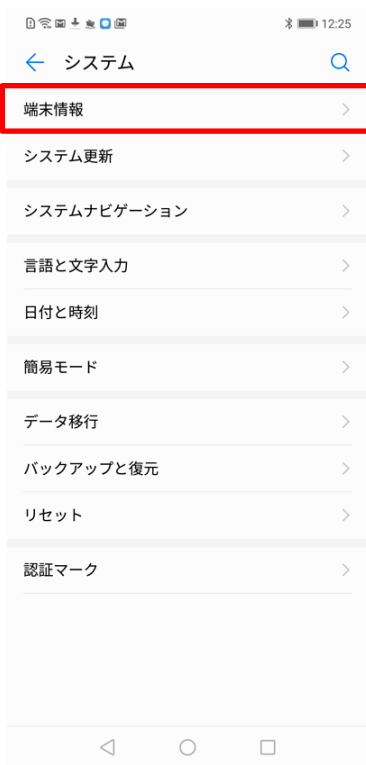 12:25
システム
端末情報
システム更新
システムナビゲーション
言語と文字入力
日付と時刻
簡易モード
データ移行
バックアップと復元
リセット
認証マーク